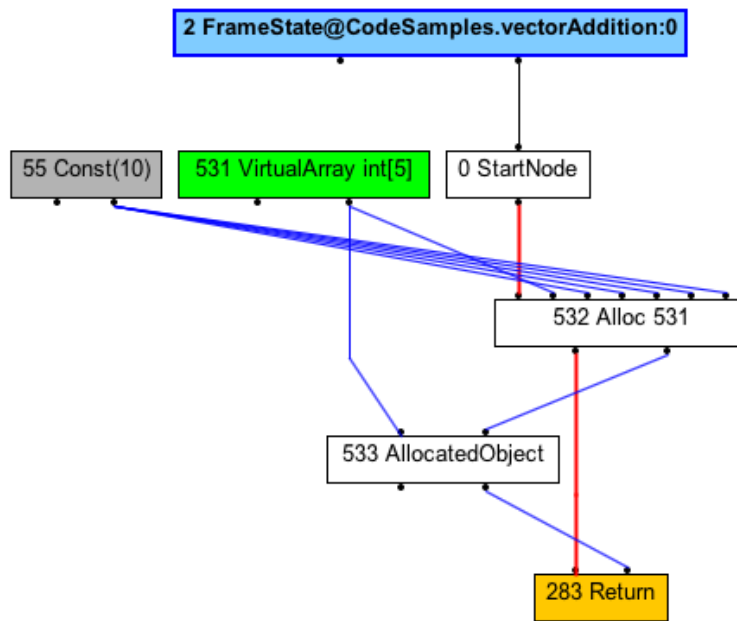 2 FrameState@CodeSamples.vectorAddition:0
55 Const(10)
531 VirtualArray int[5]
0 StartNode
532 Alloc 531
533 AllocatedObject
283 Return